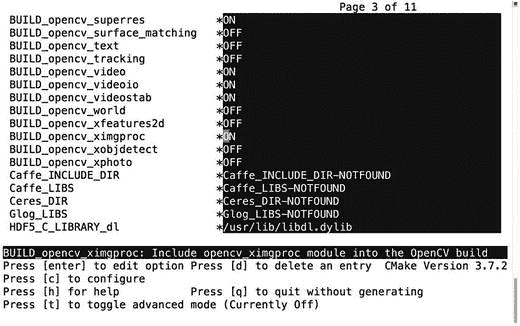 Page 3 of 11
BUILD_opencv_superres *ON
BUILD_opencv_surface_matching *OFF
BUILD_opencv_text *OFF
BUILD_opencv_tracking *OFF
BUILD_opencv_video *ON
BUILD_opencv_videoio *ON
BUILD_opencv_videostab *ON
BUILD_opencv_world *OFF
BUILD_opencv_xfeatures2d *OFF
BUILD_opencv_ximgproc *ON
BUILD_opencv_xobjdetect *OFF
BUILD_opencv_xphoto *OFF
Caffe_INCLUDE_DIR *Caffe_INCLUDE_DIR-NOTFOUND
Caffe_LIBS *Caffe_LIBS-NOTFOUND
Ceres_DIR *Ceres_DIR-NOTFOUND
Glog_LIBS *Glog_LIBS-NOTFOUND
HDF5_C_LIBRARY_dl */usr/lib/libdl.dylib
BUILD_opencv_ximgproc: Include opencv_ximgproc module into the OpenCV build
Press [enter] to edit option Press [d] to delete an entry CMake Version 3.7.2
Press [c] to configure
Press [h] for help Press [q] to quit without generating
Press [t] to toggle advanced mode (Currently Off)